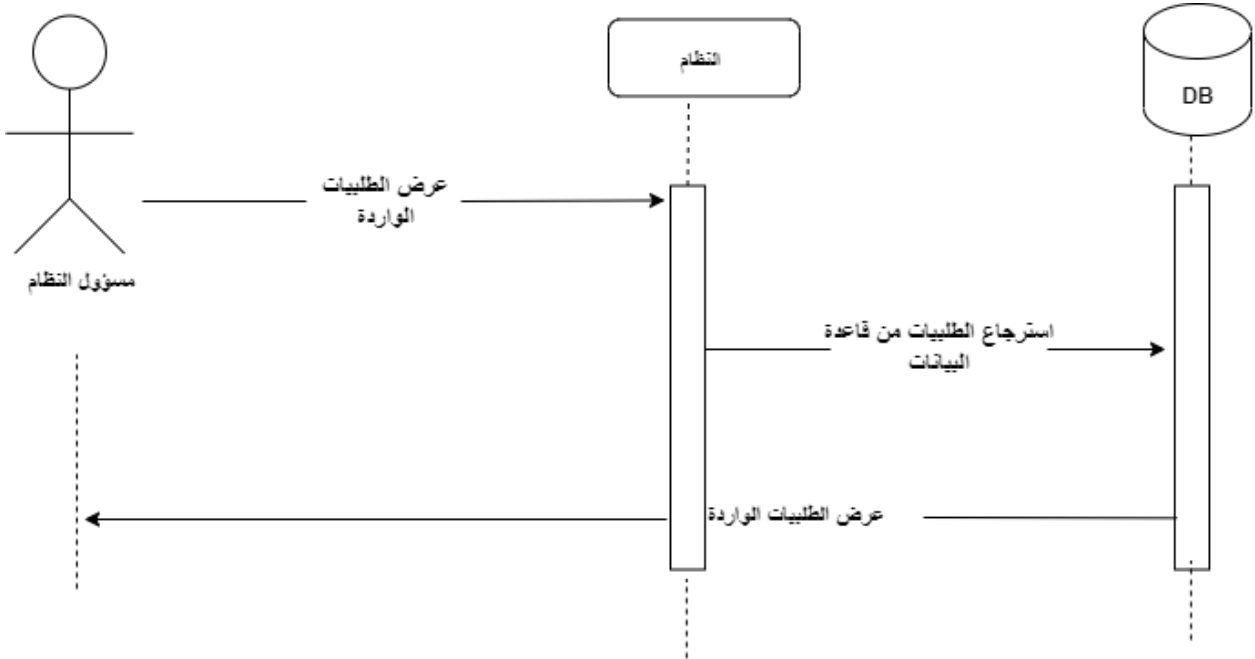 النظام
DB
عرض الطلبيات
الواردة
مسؤول النظام
استرجاع الطلبيات من قاعدة
البيانات
عرض الطلبيات الواردة